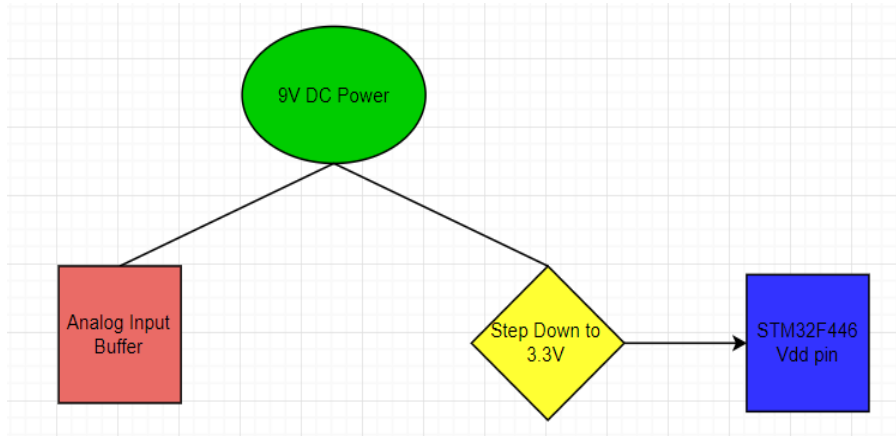 9V DC Power
Analog Input
Buffer
Step Down to
3.3V
STM32F446
Vdd pin